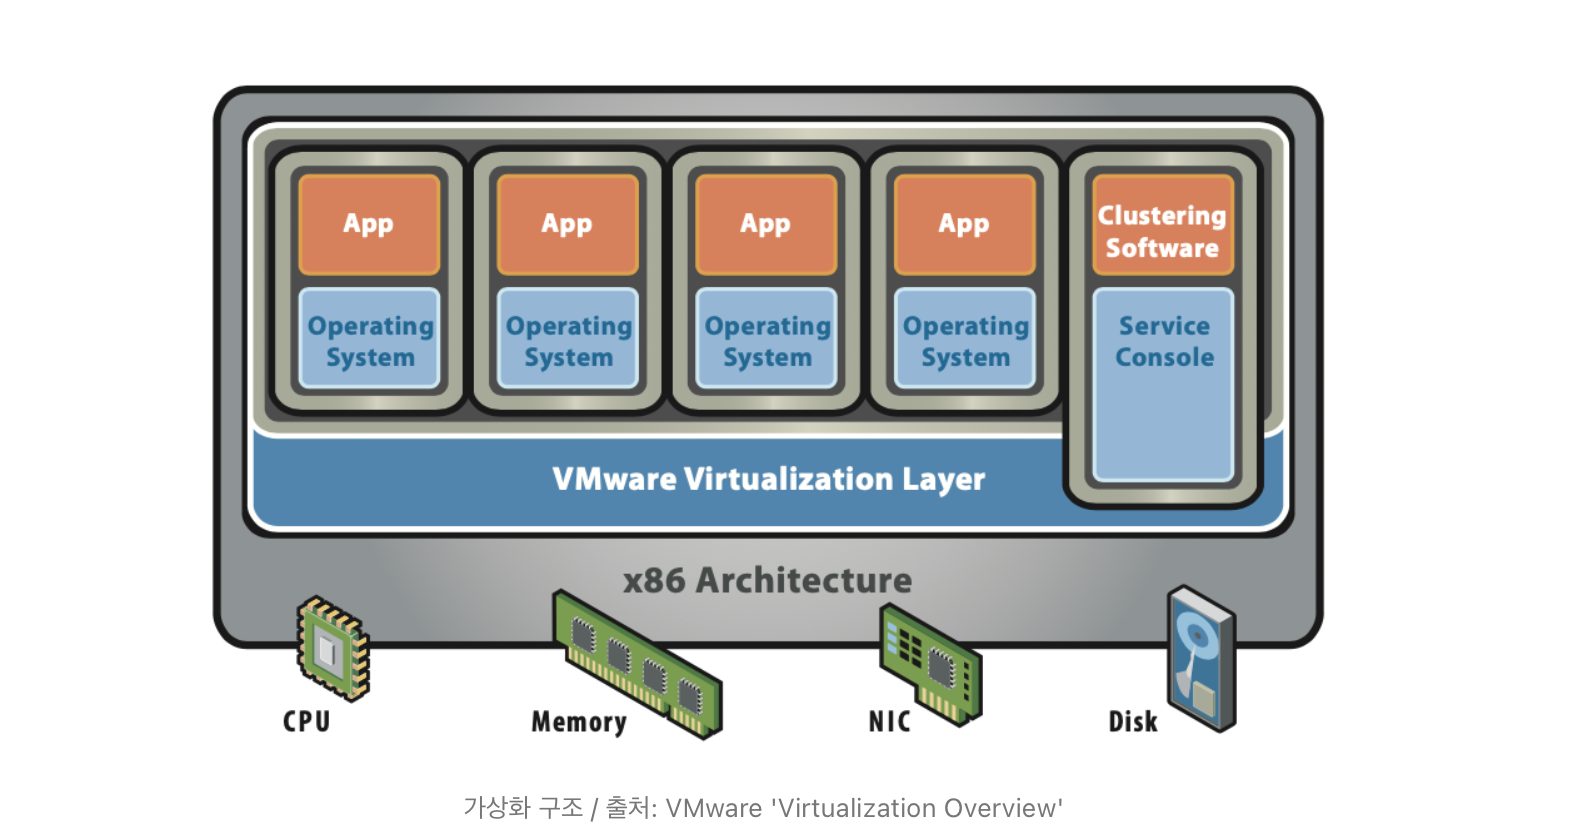 App
App
App
App
Clustering
Software
Operating
System
Operating
System
Operating
System
Operating
System
Service
Console
VMware Virtualization Layer
x86 Architecture
CPU
Memory
NIC
Disk
가상화 구조 / 출처: VMware 'Virtualization Overview'